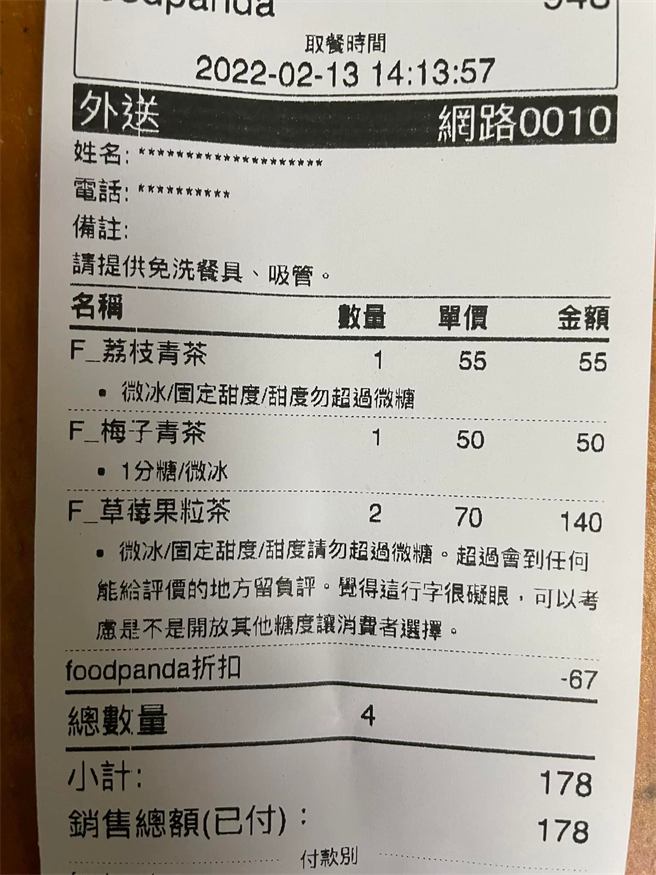 foodpanda 948
取餐時間
2022-02-13 14:13:57
外送 網路0010
姓名: *******************
電話: **********
備註:
請提供免洗餐具、吸管。
名稱 數量 單價 金額
F_荔枝青茶 1 55 55
• 微冰/固定甜度/甜度勿超過微糖
F_梅子青茶 1 50 50
• 1分糖/微冰
F_草莓果粒茶 2 70 140
• 微冰/固定甜度/甜度請勿超過微糖。超過會到任何
能給評價的地方留負評。覺得這行字很礙眼，可以考
慮是不是開放其他糖度讓消費者選擇。
foodpanda折扣 -67
總數量 4
小計: 178
銷售總額(已付)： 178
付款別